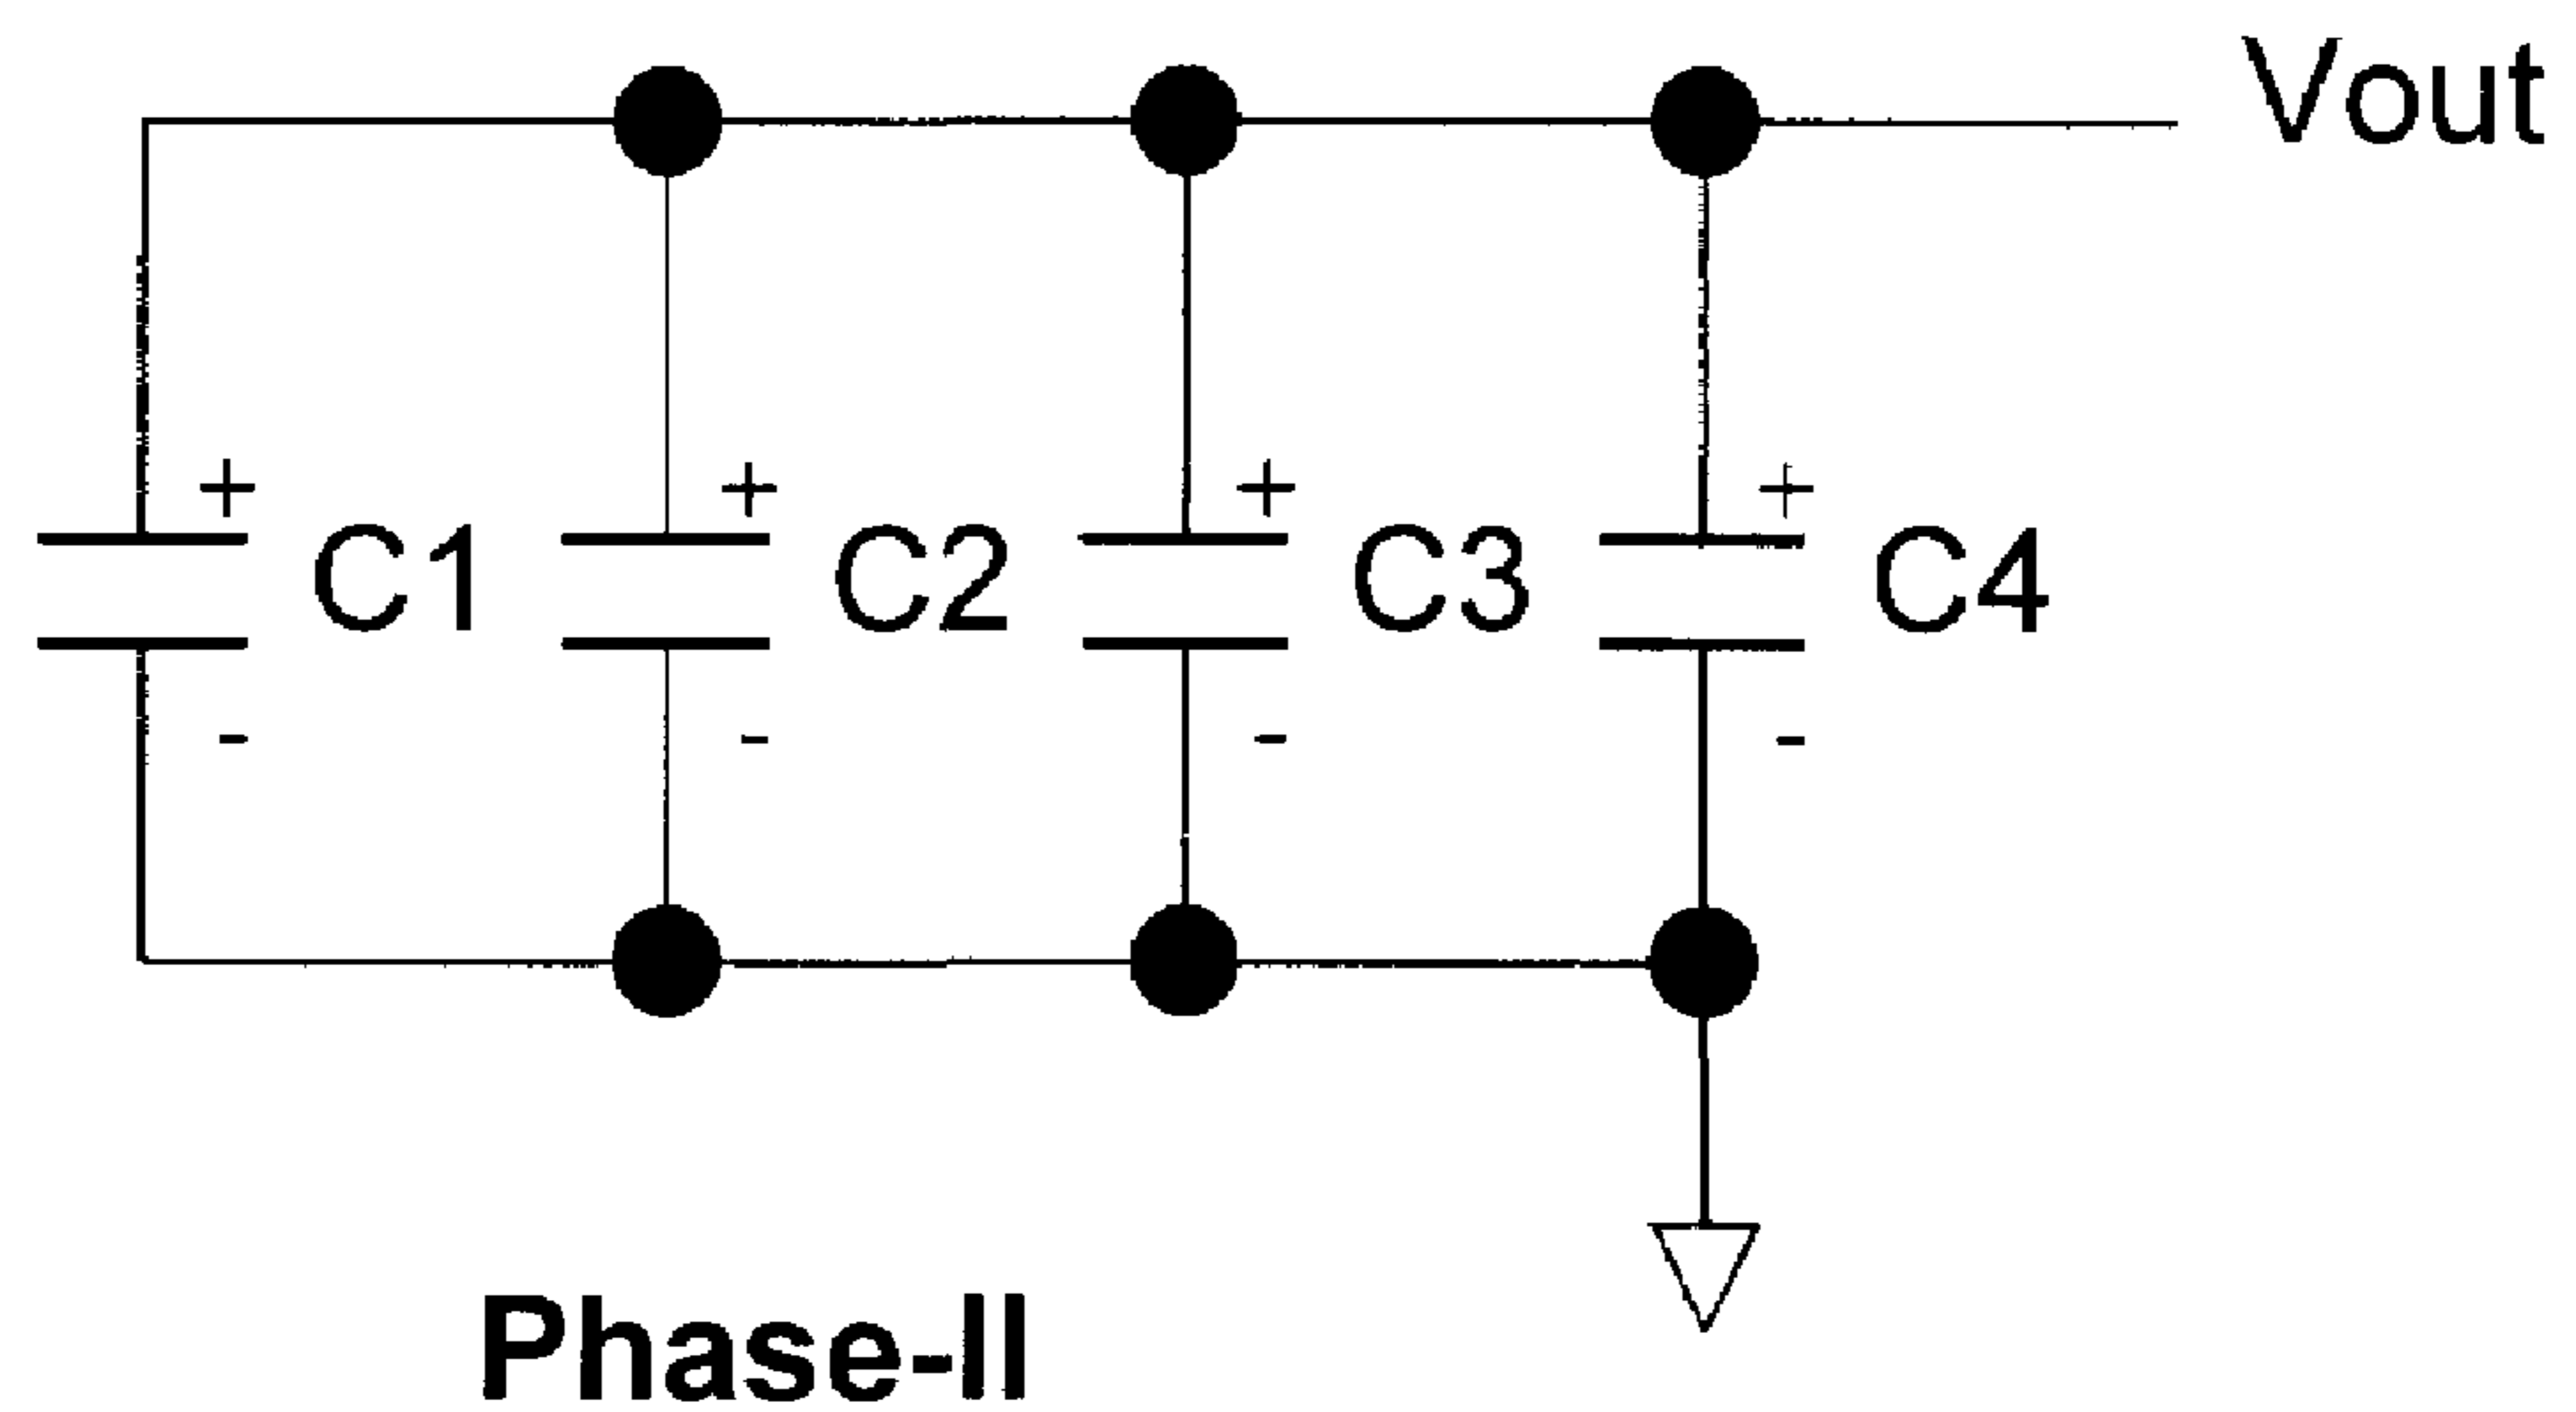 Vout
+ + + +
C1 C2 C3 C4
- - - -
Phase-II